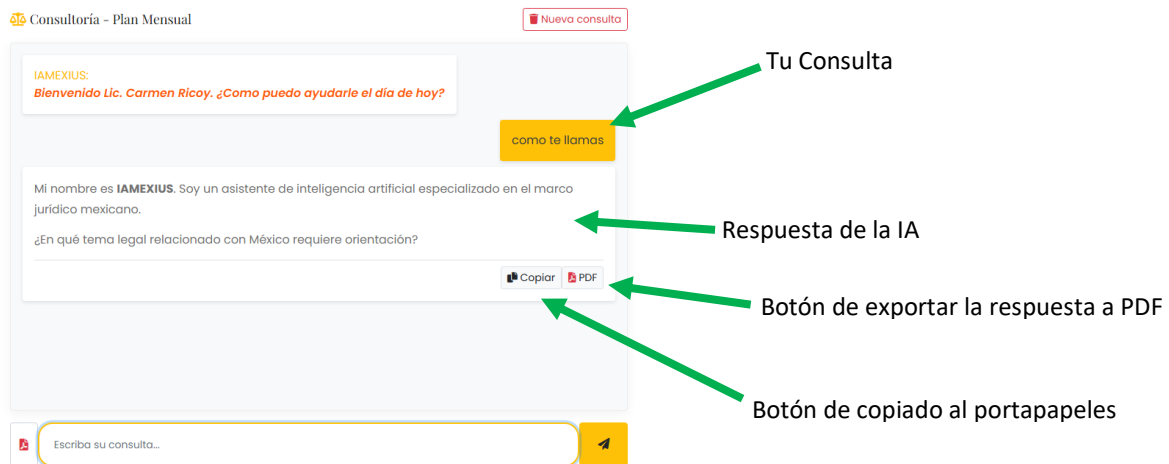 Consultoría - Plan Mensual
Nueva consulta
Tu Consulta
IAMEXIUS:
Bienvenido Lic. Carmen Ricoy. ¿Como puedo ayudarle el día de hoy?
como te llamas
Mi nombre es IAMEXIUS. Soy un asistente de inteligencia artificial especializado en el marco
jurídico mexicano.
Respuesta de la IA
¿En qué tema legal relacionado con México requiere orientación?
Copiar
PDF
Botón de exportar la respuesta a PDF
Botón de copiado al portapapeles
Escriba su consulta...